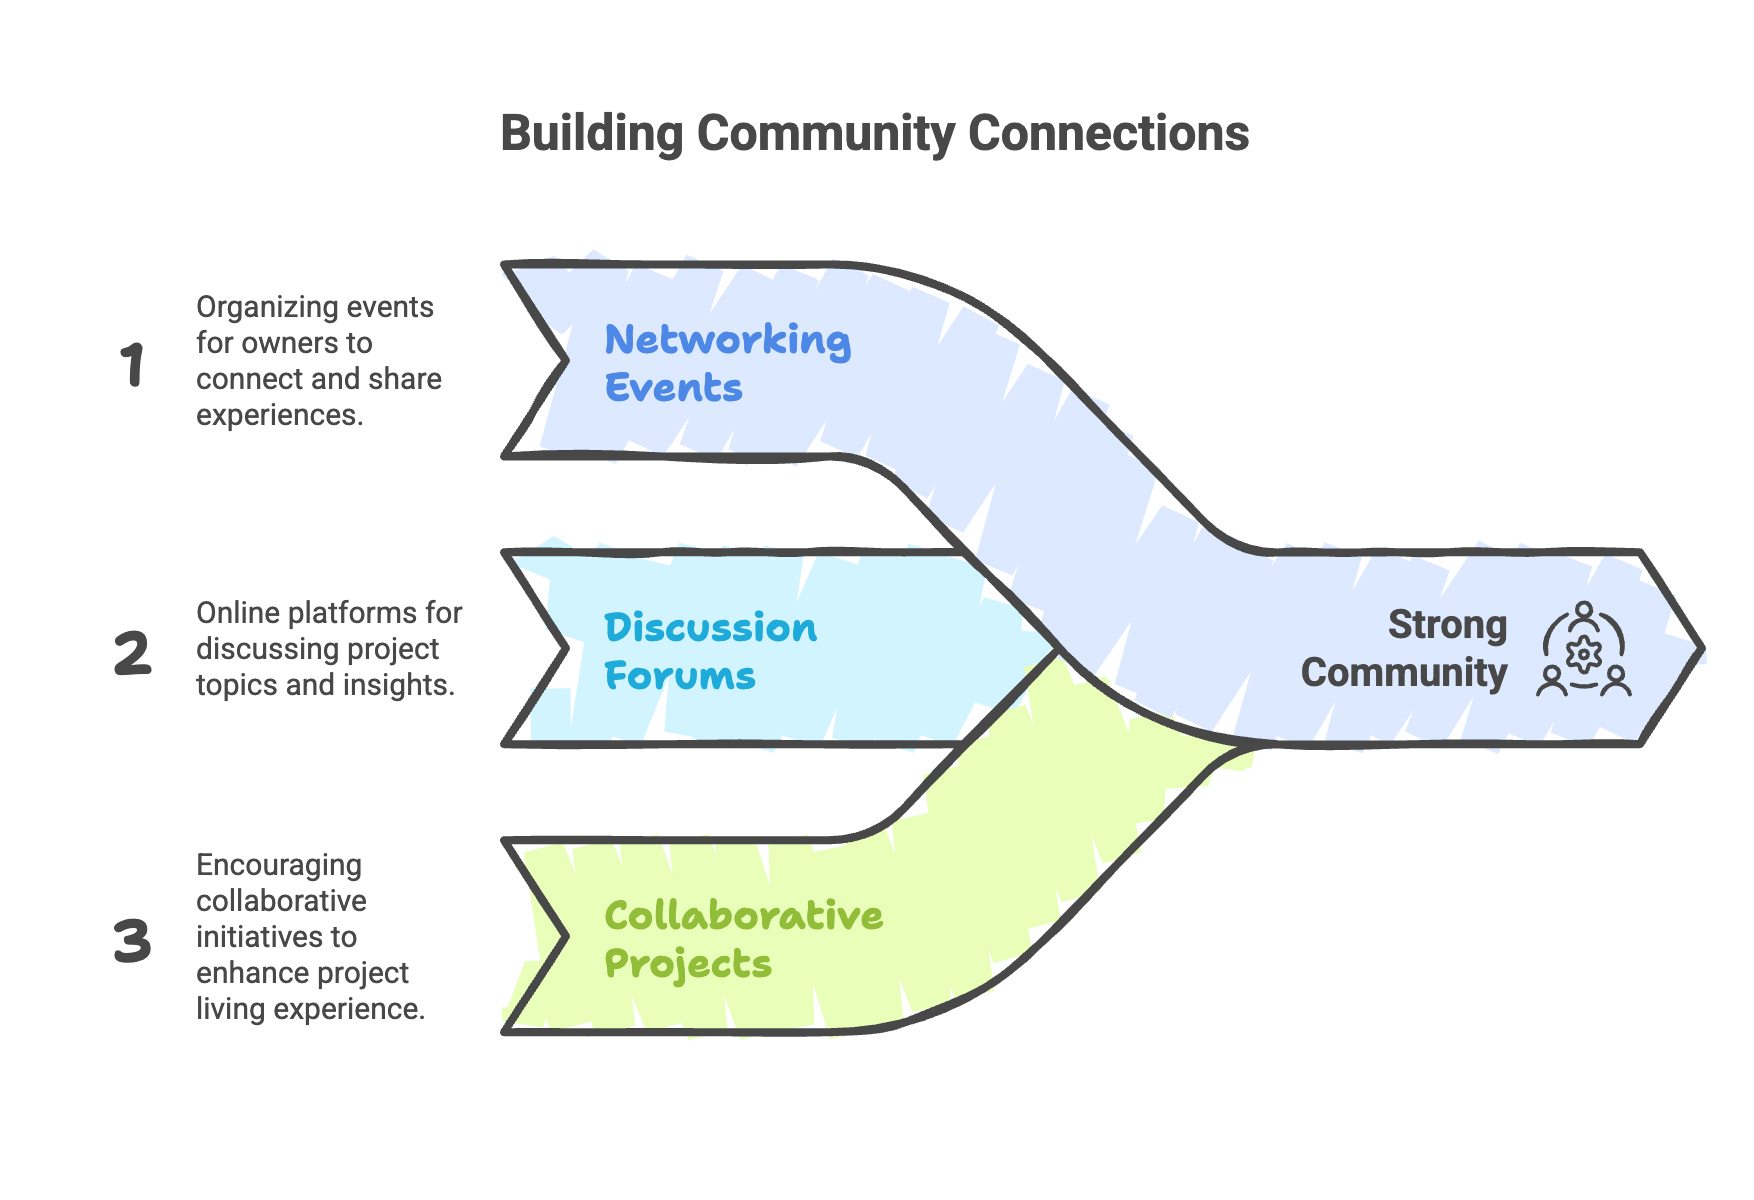 Building Community Connections
1
Organizing events
for owners to
connect and share
experiences.
Networking
Events
2
Online platforms for
discussing project
topics and insights.
Discussion
Forums
Strong
Community
3
Encouraging
collaborative
initiatives to
enhance project
living experience.
Collaborative
Projects